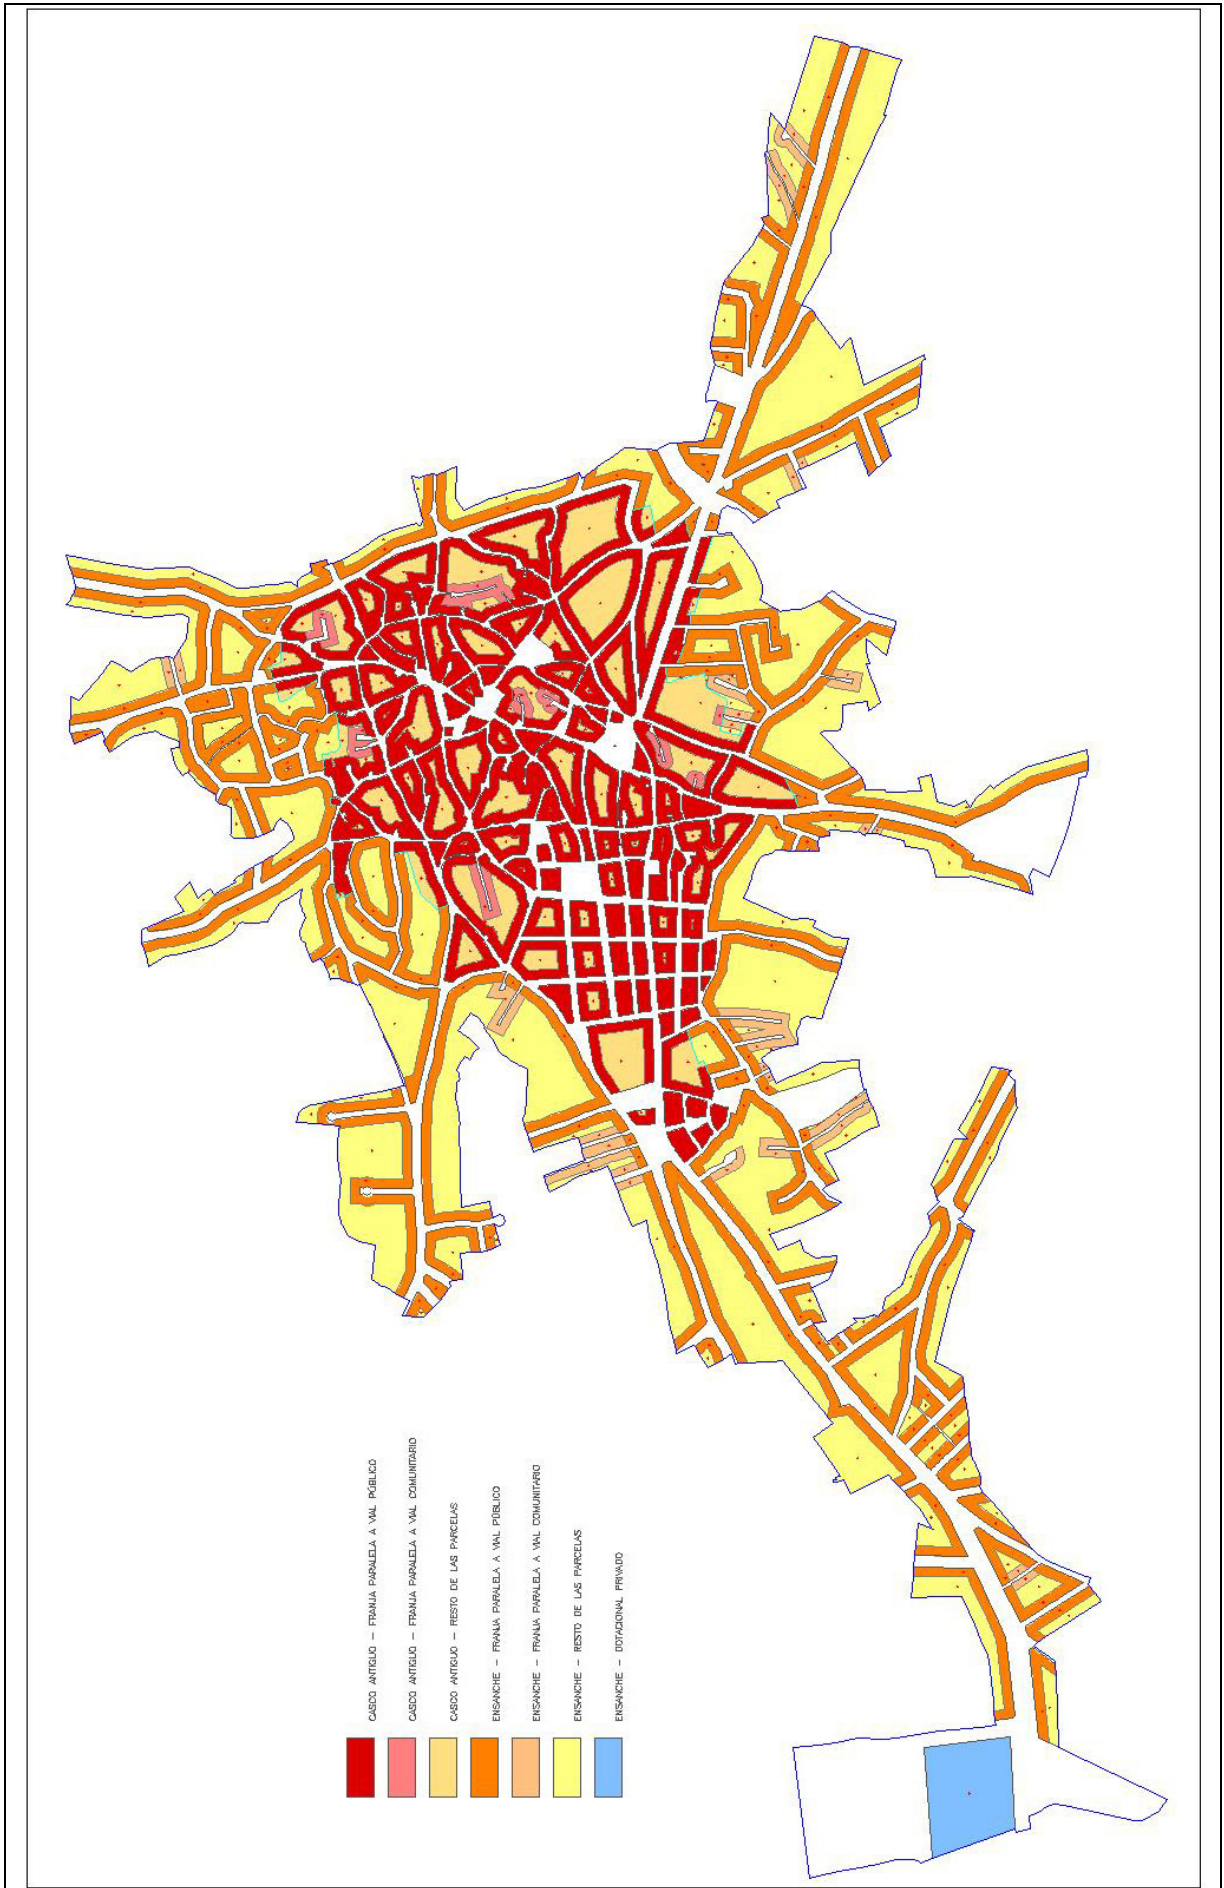 CASCO ANTIGUO – FRANJA PARALELA A VIAL PÚBLICO
CASCO ANTIGUO – FRANJA PARALELA A VIAL COMUNITARIO
CASCO ANTIGUO – RESTO DE LAS PARCELAS
ENSANCHE – FRANJA PARALELA A VIAL PÚBLICO
ENSANCHE – FRANJA PARALELA A VIAL COMUNITARIO
ENSANCHE – RESTO DE LAS PARCELAS
ENSANCHE – DOTACIONAL PRIVADO